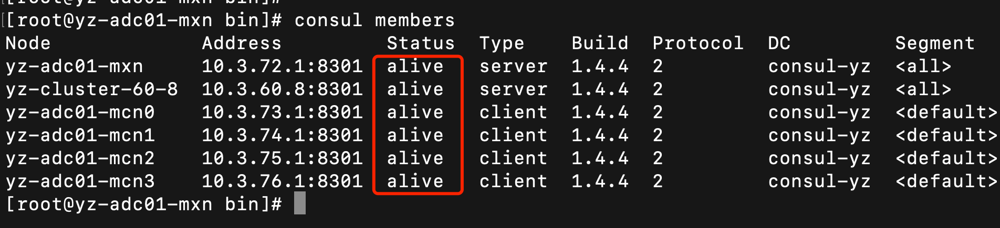 [root@yz-adc01-mxn bin]#
[[root@yz-adc01-mxn bin]# consul members
Node Address Status Type Build Protocol DC Segment
yz-adc01-mxn 10.3.72.1:8301 alive server 1.4.4 2 consul-yz <all>
yz-cluster-60-8 10.3.60.8:8301 alive server 1.4.4 2 consul-yz <all>
yz-adc01-mcn0 10.3.73.1:8301 alive client 1.4.4 2 consul-yz <default>
yz-adc01-mcn1 10.3.74.1:8301 alive client 1.4.4 2 consul-yz <default>
yz-adc01-mcn2 10.3.75.1:8301 alive client 1.4.4 2 consul-yz <default>
yz-adc01-mcn3 10.3.76.1:8301 alive client 1.4.4 2 consul-yz <default>
[root@yz-adc01-mxn bin]#